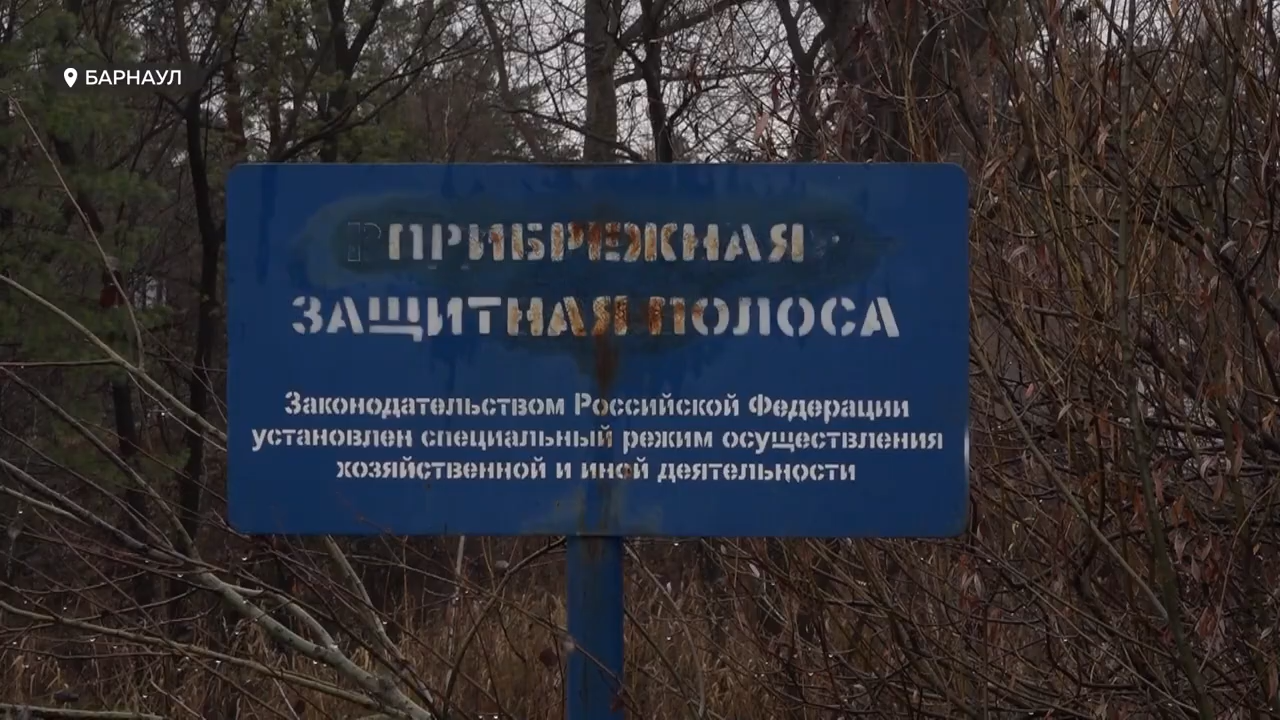 БАРНАУЛ
ПРИБРЕЖНАЯ
ЗАЩИТНАЯ ПОЛОСА
Законодательством Российской Федерации
установлен специальный режим осуществления
хозяйственной и иной деятельности